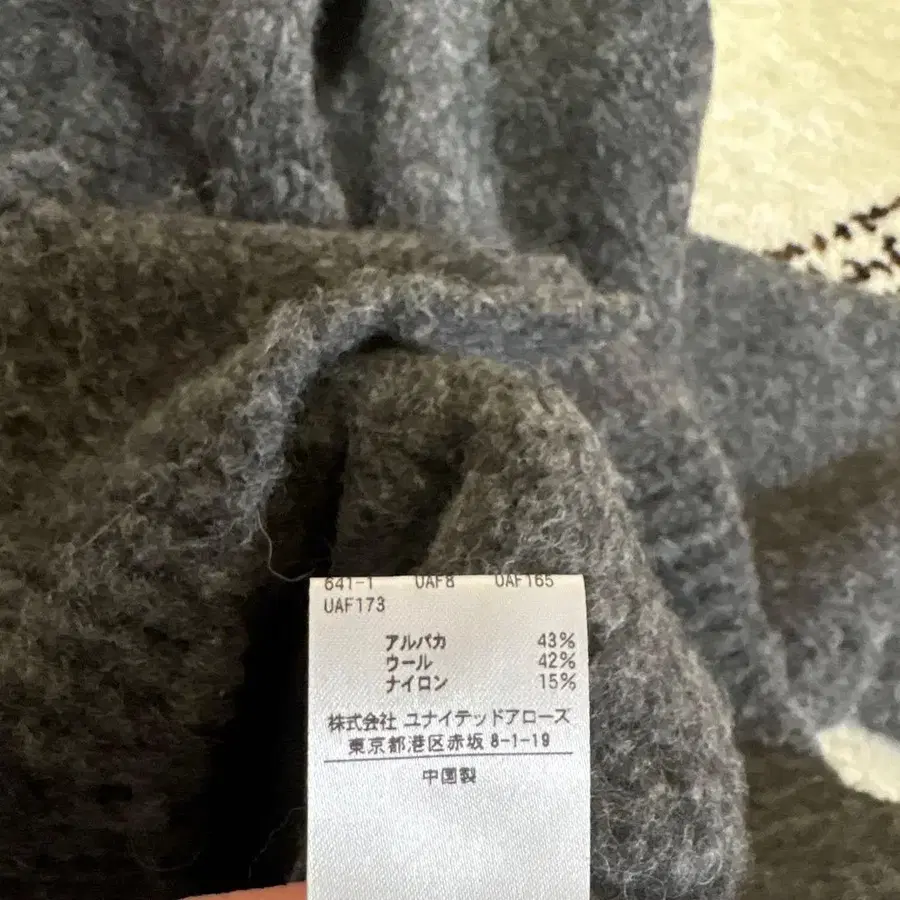 641-1 UAF8 UAF165
UAF173
アルパカ 43%
ウール 42%
ナイロン 15%
株式会社 ユナイテッドアローズ
東京都港区赤坂 8-1-19
中国製